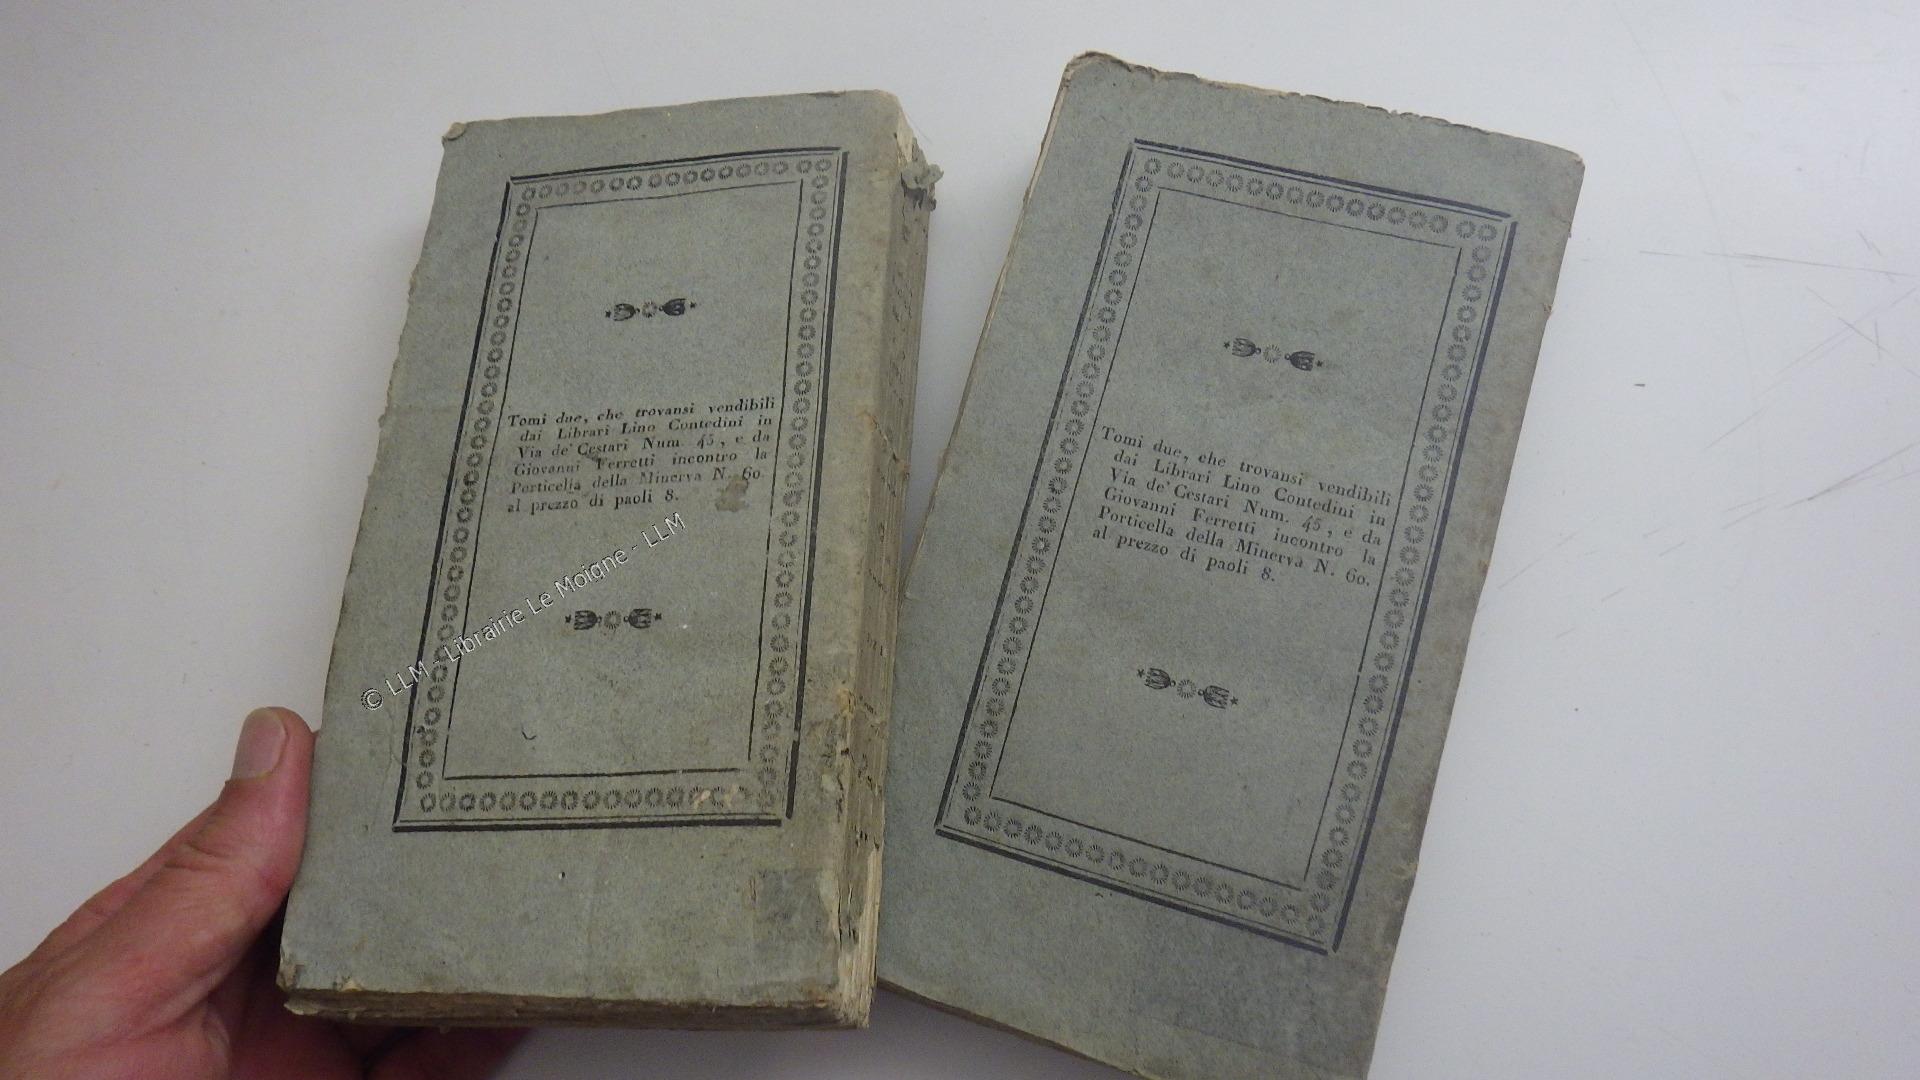 Tomi due, che trovansi vendibili
dai Librari Lino Contedini in
Via de' Cestari Num. 45, e da
Giovanni Ferretti incontro la
Porticella della Minerva N. 60.
al prezzo di paoli 8.
© LLM - Librairie Le Moigne - LLM
Tomi due, che trovansi vendibili
dai Librari Lino Contedini in
Via de' Cestari Num. 45, e da
Giovanni Ferretti incontro la
Porticella della Minerva N. 60.
al prezzo di paoli 8.